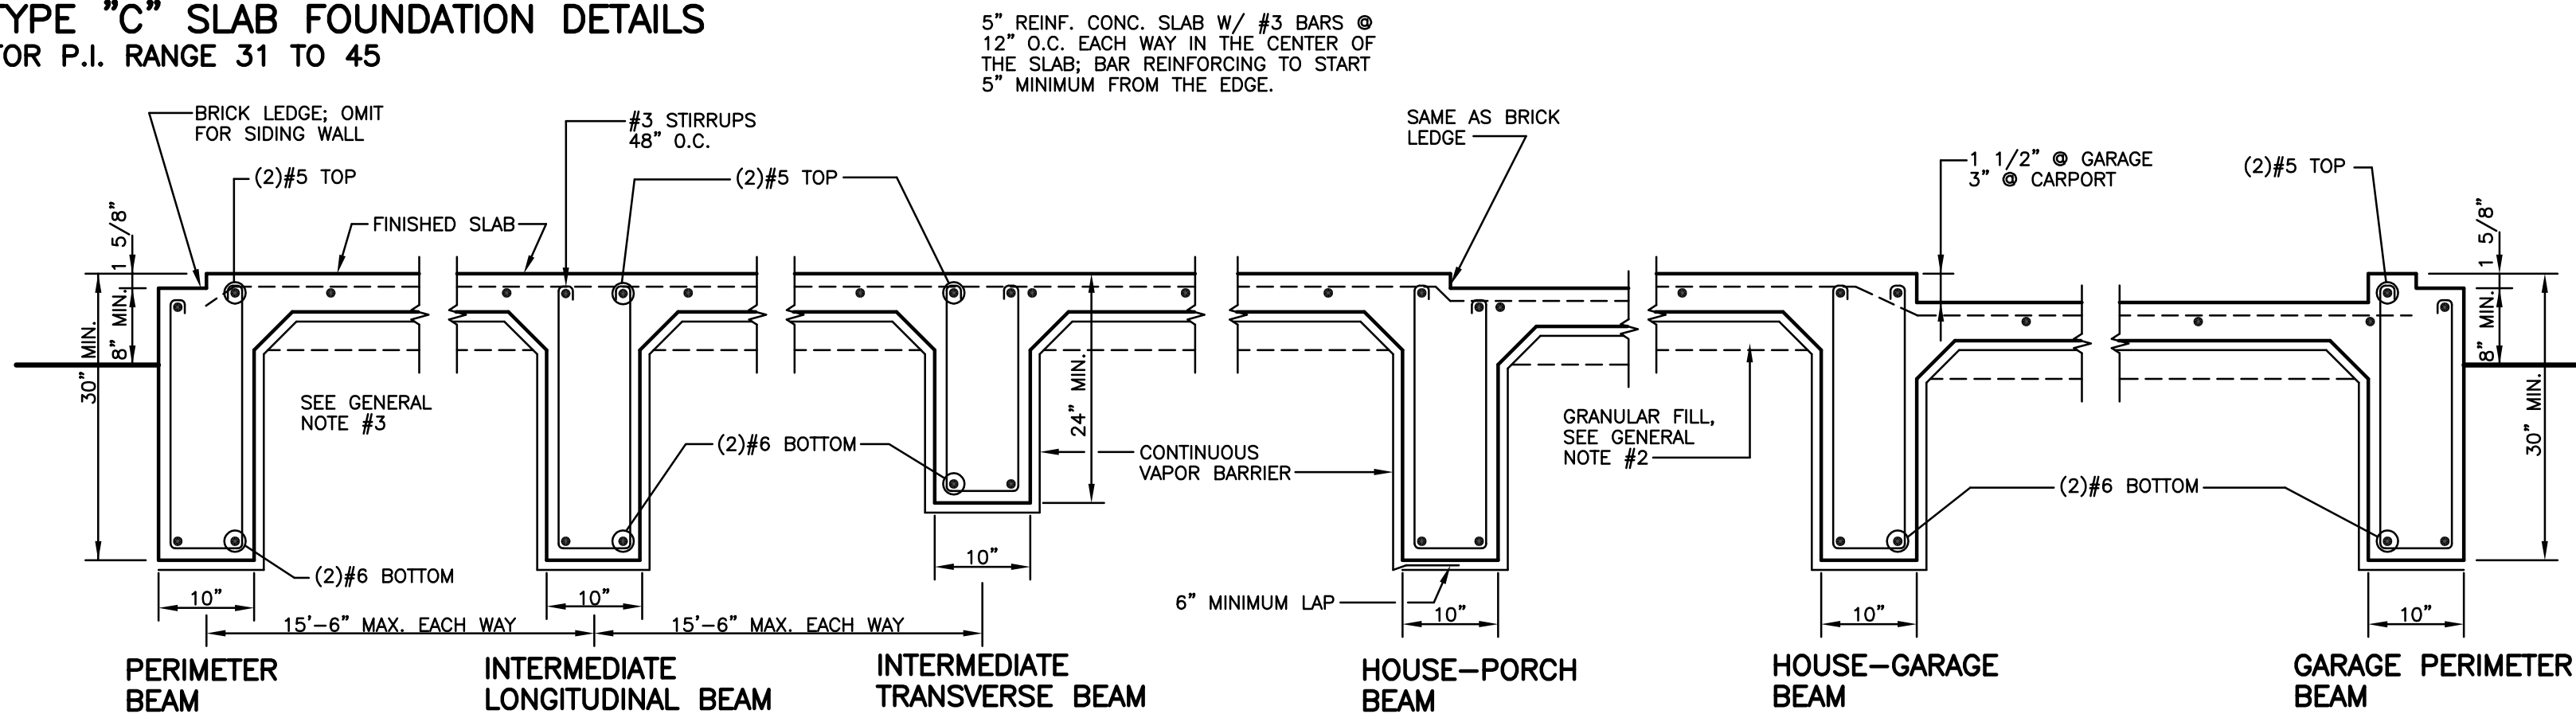 TYPE "C" SLAB FOUNDATION DETAILS
FOR P.I. RANGE 31 TO 45
5" REINF. CONC. SLAB W/ #3 BARS @
12" O.C. EACH WAY IN THE CENTER OF
THE SLAB; BAR REINFORCING TO START
5" MINIMUM FROM THE EDGE.
BRICK LEDGE; OMIT
FOR SIDING WALL
#3 STIRRUPS
48" O.C.
SAME AS BRICK
LEDGE
1 1/2" @ GARAGE
3" @ CARPORT
(2)#5 TOP
(2)#5 TOP
(2)#5 TOP
FINISHED SLAB
1 5/8"
8" MIN.
30" MIN.
1 5/8"
8" MIN.
30" MIN.
24" MIN.
SEE GENERAL
NOTE #3
(2)#6 BOTTOM
CONTINUOUS
VAPOR BARRIER
GRANULAR FILL,
SEE GENERAL
NOTE #2
(2)#6 BOTTOM
(2)#6 BOTTOM
10"
10"
10"
10"
10"
10"
6" MINIMUM LAP
15'-6" MAX. EACH WAY
15'-6" MAX. EACH WAY
PERIMETER
BEAM
INTERMEDIATE
LONGITUDINAL BEAM
INTERMEDIATE
TRANSVERSE BEAM
HOUSE-PORCH
BEAM
HOUSE-GARAGE
BEAM
GARAGE PERIMETER
BEAM